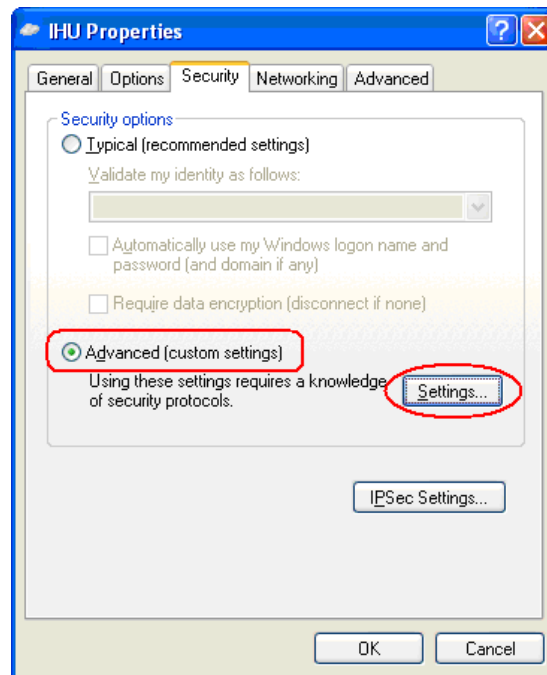 IHU Properties
General Options Security Networking Advanced
Security options
Typical (recommended settings)
Validate my identity as follows:
Automatically use my Windows logon name and
password (and domain if any)
Require data encryption (disconnect if none)
Advanced (custom settings)
Using these settings requires a knowledge
of security protocols.
Settings...
IPSec Settings...
OK Cancel